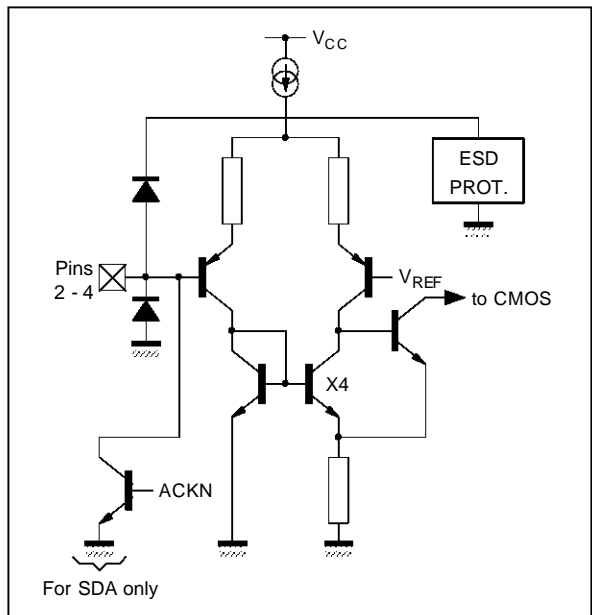 VCC
ESD
PROT.
Pins
2 - 4
VREF
to CMOS
X4
ACKN
For SDA only